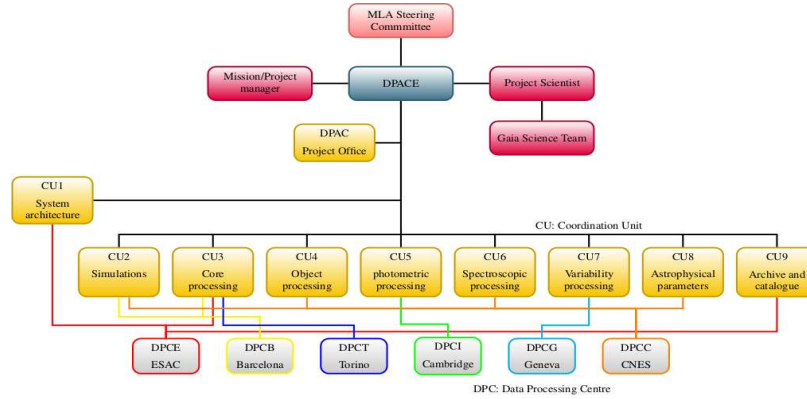 MLA Steering
Commmittee
Mission/Project
manager
DPACE
Project Scientist
DPAC
Project Office
Gaia Science Team
CU1
System
architecture
CU: Coordination Unit
CU2
Simulations
CU3
Core
processing
CU4
Object
processing
CU5
photometric
processing
CU6
Spectroscopic
processing
CU7
Variability
processing
CU8
Astrophysical
parameters
CU9
Archive and
catalogue
DPCE
ESAC
DPCB
Barcelona
DPCT
Torino
DPCI
Cambridge
DPCG
Geneva
DPCC
CNES
DPC: Data Processing Centre